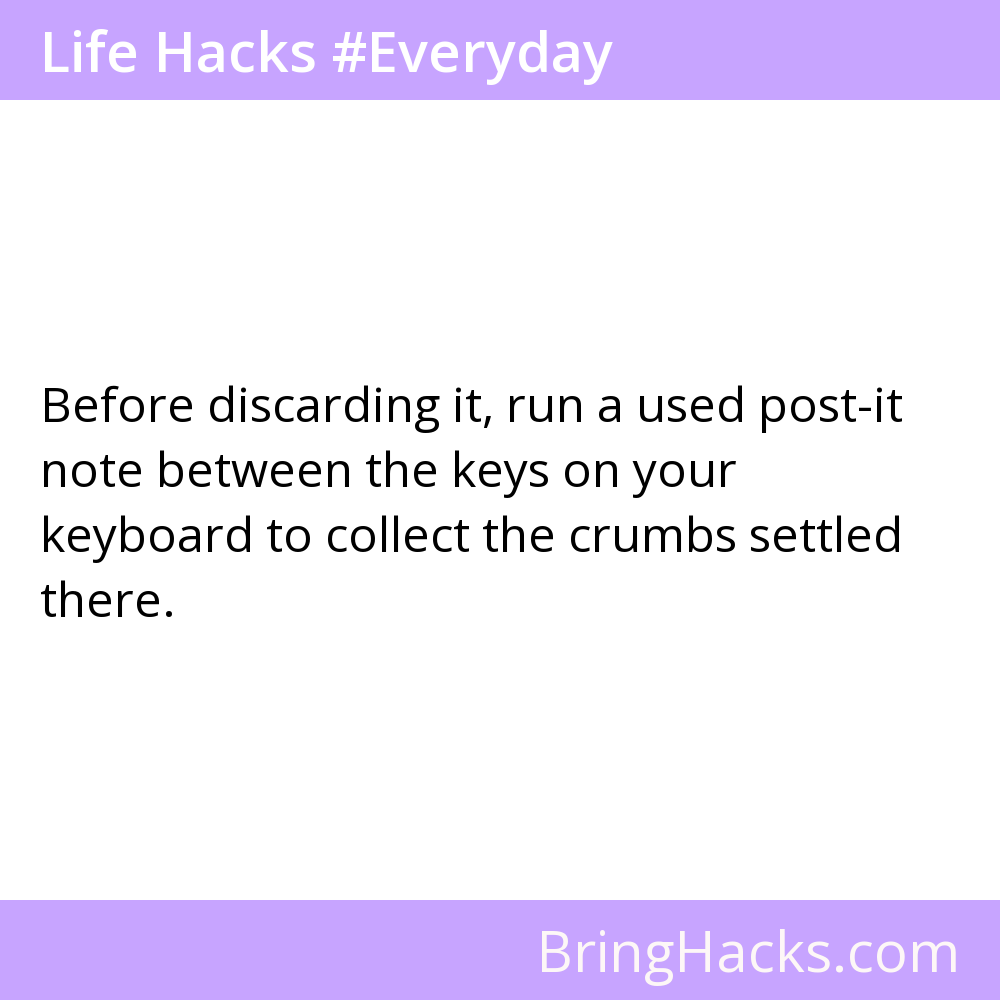 Life Hacks #Everyday
Before discarding it, run a used post-it
note between the keys on your
keyboard to collect the crumbs settled
there.
BringHacks.com